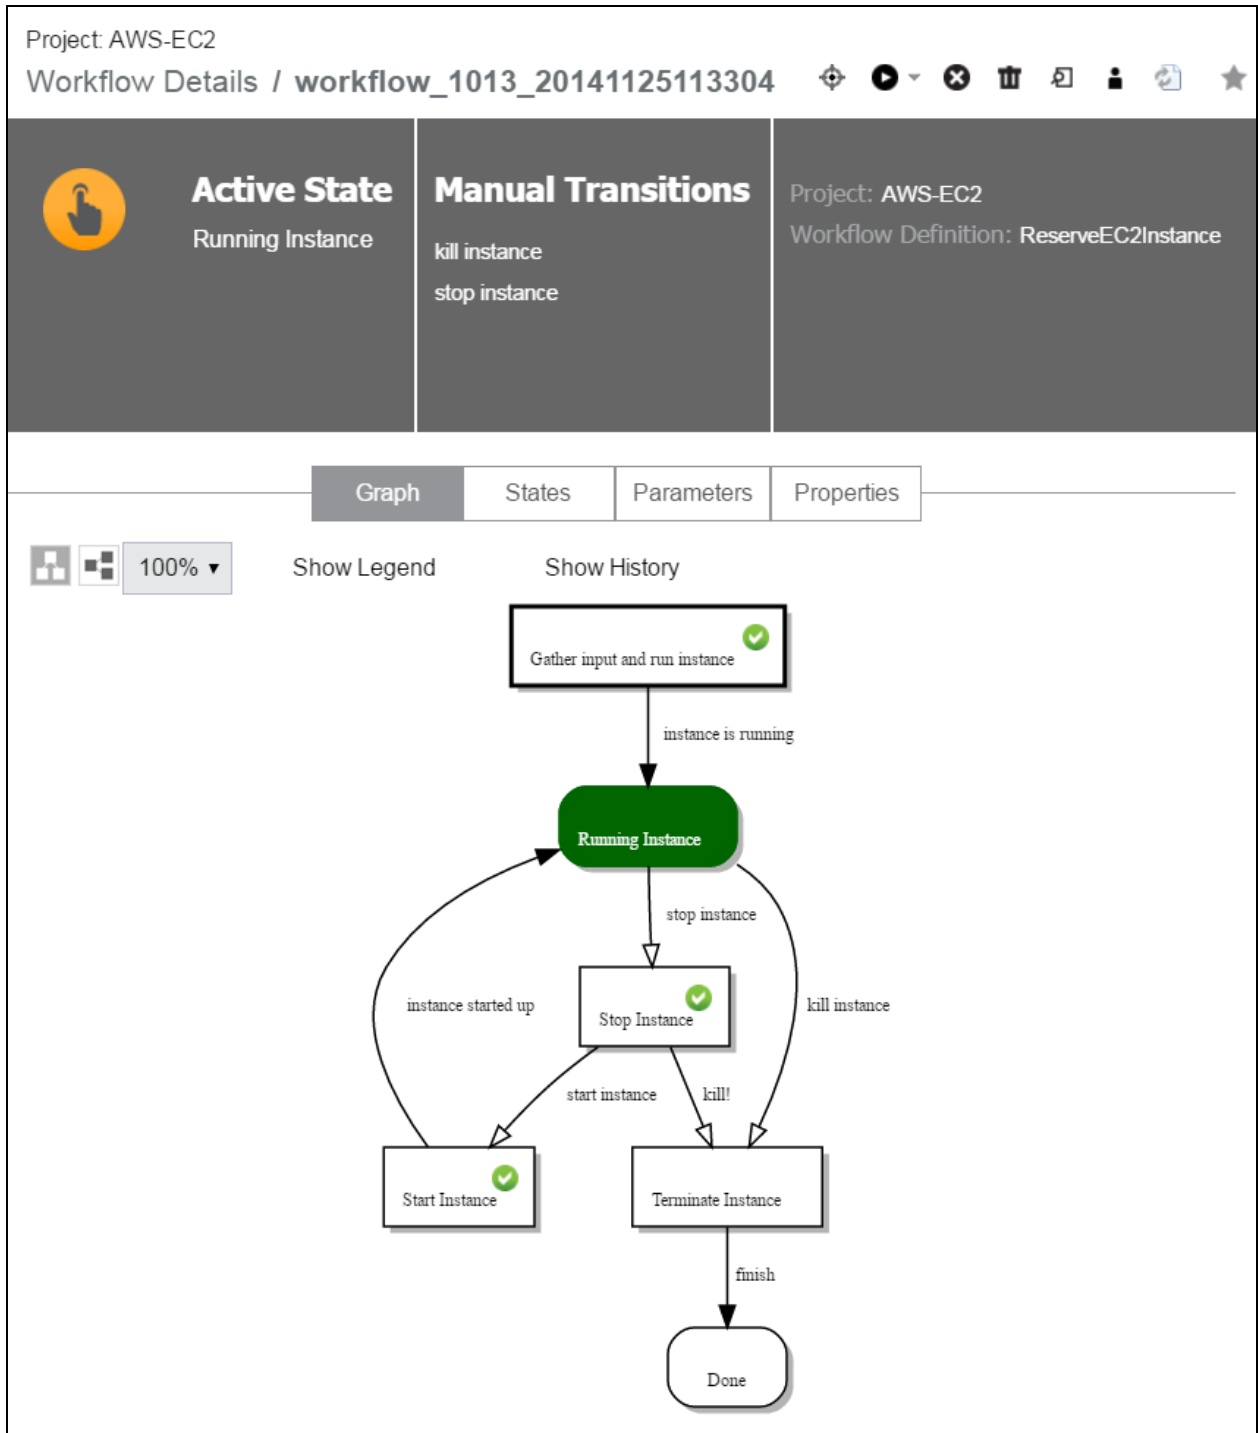 Project: AWS-EC2
Workflow Details / workflow_1013_20141125113304
Active State
Running Instance
Manual Transitions
kill instance
stop instance
Project: AWS-EC2
Workflow Definition: ReserveEC2Instance
Graph
States
Parameters
Properties
100%
Show Legend
Show History
Gather input and run instance
instance is running
Running Instance
stop instance
instance started up
Stop Instance
kill instance
start instance
kill!
Start Instance
Terminate Instance
finish
Done